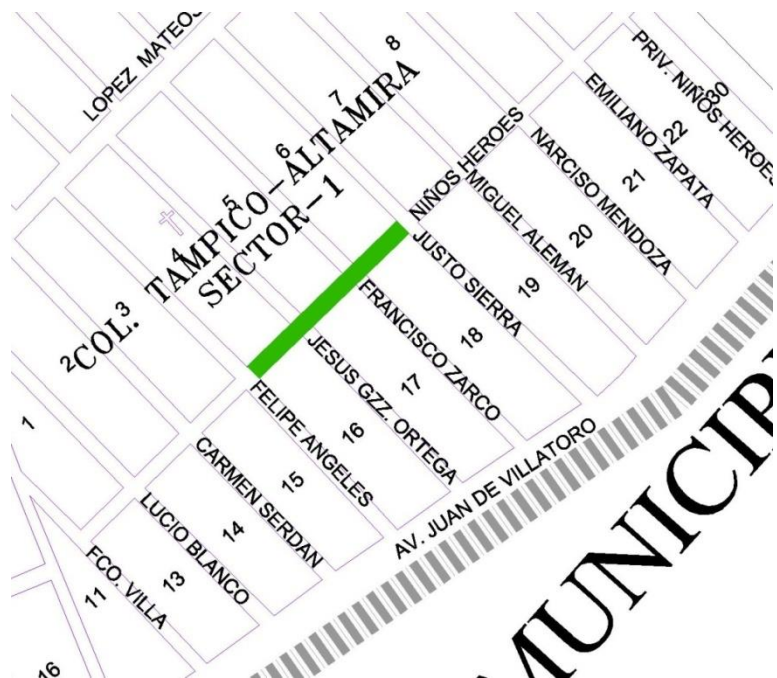 LOPEZ MATEOS
8
7
6
5
4
3
2
1
COL. TAMPICO-ALTAMIRA
SECTOR-1
NIÑOS HEROES
PRIV. NIÑOS HEROES
30
22
EMILIANO ZAPATA
21
NARCISO MENDOZA
20
MIGUEL ALEMAN
19
JUSTO SIERRA
18
FRANCISCO ZARCO
17
JESUS GZZ. ORTEGA
16
FELIPE ANGELES
15
CARMEN SERDAN
14
LUCIO BLANCO
13
FCO. VILLA
11
16
AV. JUAN DE VILLATORO
MUNICIP